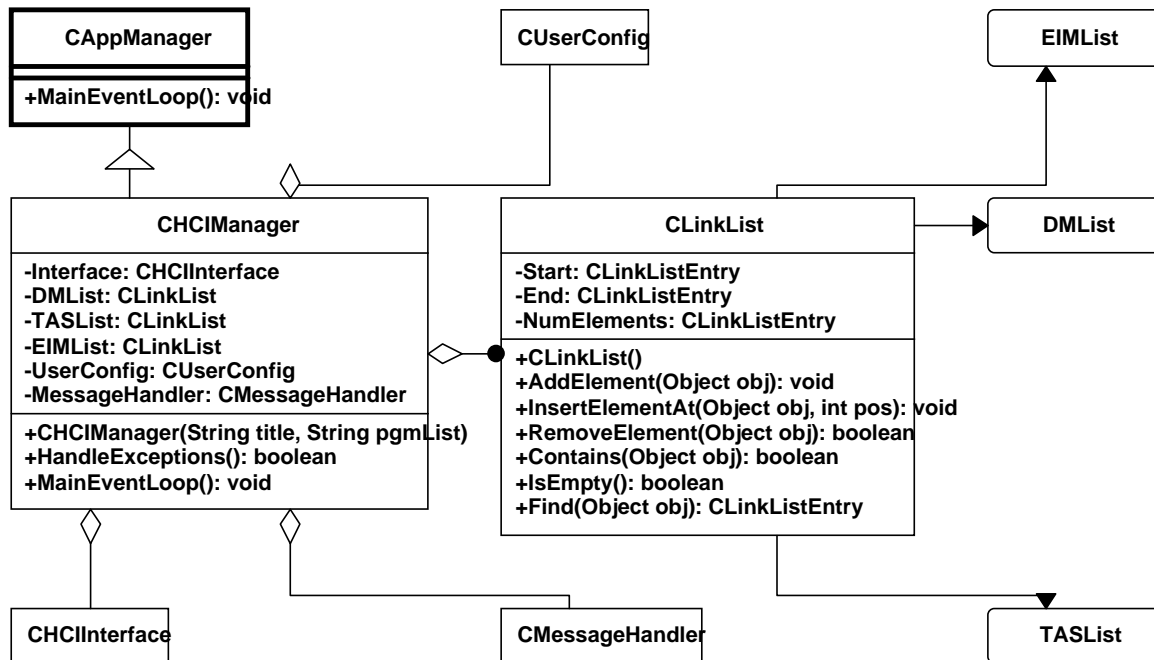 CAppManager
+MainEventLoop(): void
CUserConfig
EIMList
CHCIManager
-Interface: CHCIInterface
-DMList: CLinkList
-TASList: CLinkList
-EIMList: CLinkList
-UserConfig: CUserConfig
-MessageHandler: CMessageHandler
+CHCIManager(String title, String pgmList)
+HandleExceptions(): boolean
+MainEventLoop(): void
CLinkList
-Start: CLinkListEntry
-End: CLinkListEntry
-NumElements: CLinkListEntry
+CLinkList()
+AddElement(Object obj): void
+InsertElementAt(Object obj, int pos): void
+RemoveElement(Object obj): boolean
+Contains(Object obj): boolean
+IsEmpty(): boolean
+Find(Object obj): CLinkListEntry
DMList
CHCIInterface
CMessageHandler
TASList